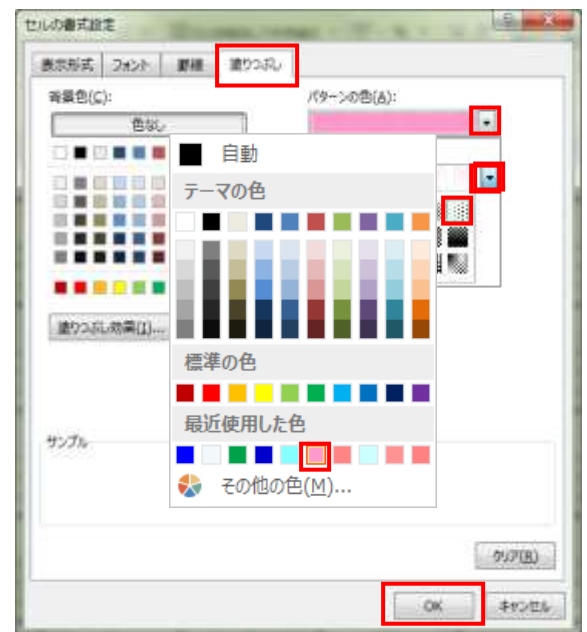 セルの書式設定
表示形式 フォント 罫線 塗りつぶし
背景色(C):
パターンの色(A):
色なし
自動
テーマの色
標準の色
最近使用した色
その他の色(M)...
塗りつぶし効果(I)...
サンプル
クリア(R)
OK キャンセル